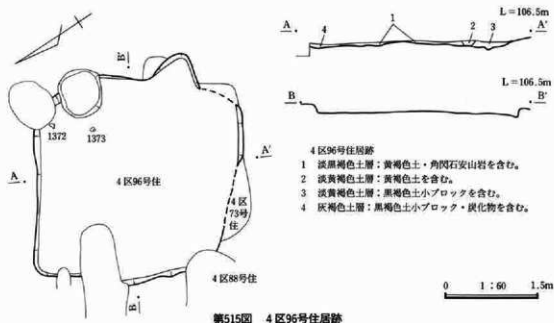 A
4
1
2
3
L=106.5m
A'
B'
L=106.5m
B
B'
1372
1373
A
4区96号住
A'
4区
73号
住
4区88号住
B
4区96号住居跡
1 淡黒褐色土層：黄褐色土・角閃石安山岩を含む。
2 淡黄褐色土層：黄褐色土を含む。
3 淡黄褐色土層：黒褐色土小ブロックを含む。
4 灰褐色土層：黒褐色土小ブロック・炭化物を含む。
0 1:60 1.5m
第515図 4区96号住居跡